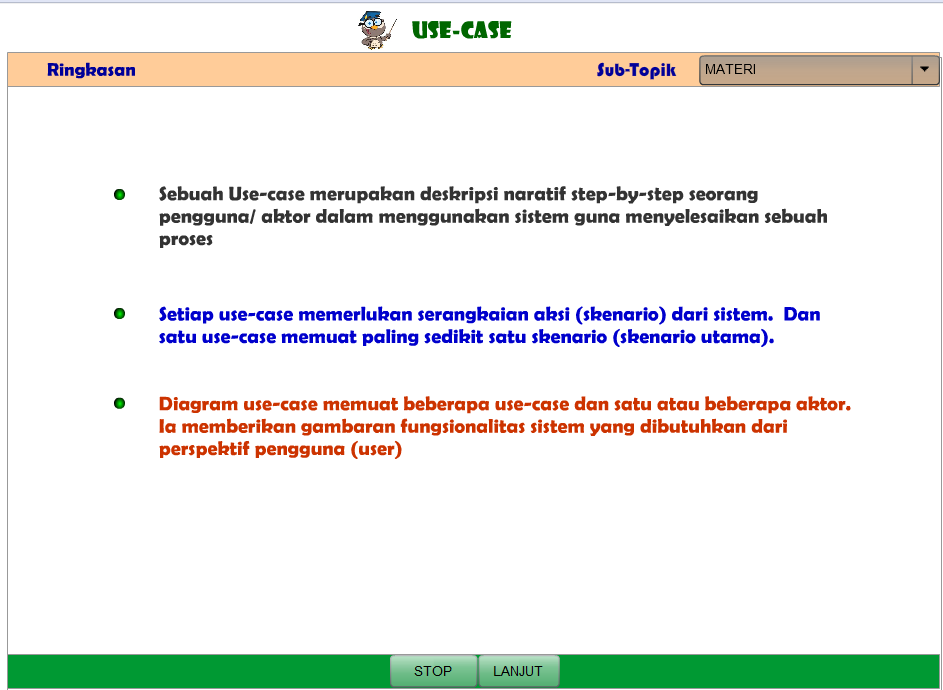 USE-CASE
Ringkasan
Sub-Topik
MATERI
Sebuah Use-case merupakan deskripsi naratif step-by-step seorang
pengguna/ aktor dalam menggunakan sistem guna menyelesaikan sebuah
proses
Setiap use-case memerlukan serangkaian aksi (skenario) dari sistem.  Dan
satu use-case memuat paling sedikit satu skenario (skenario utama).
Diagram use-case memuat beberapa use-case dan satu atau beberapa aktor.
Ia memberikan gambaran fungsionalitas sistem yang dibutuhkan dari
perspektif pengguna (user)
STOP
LANJUT